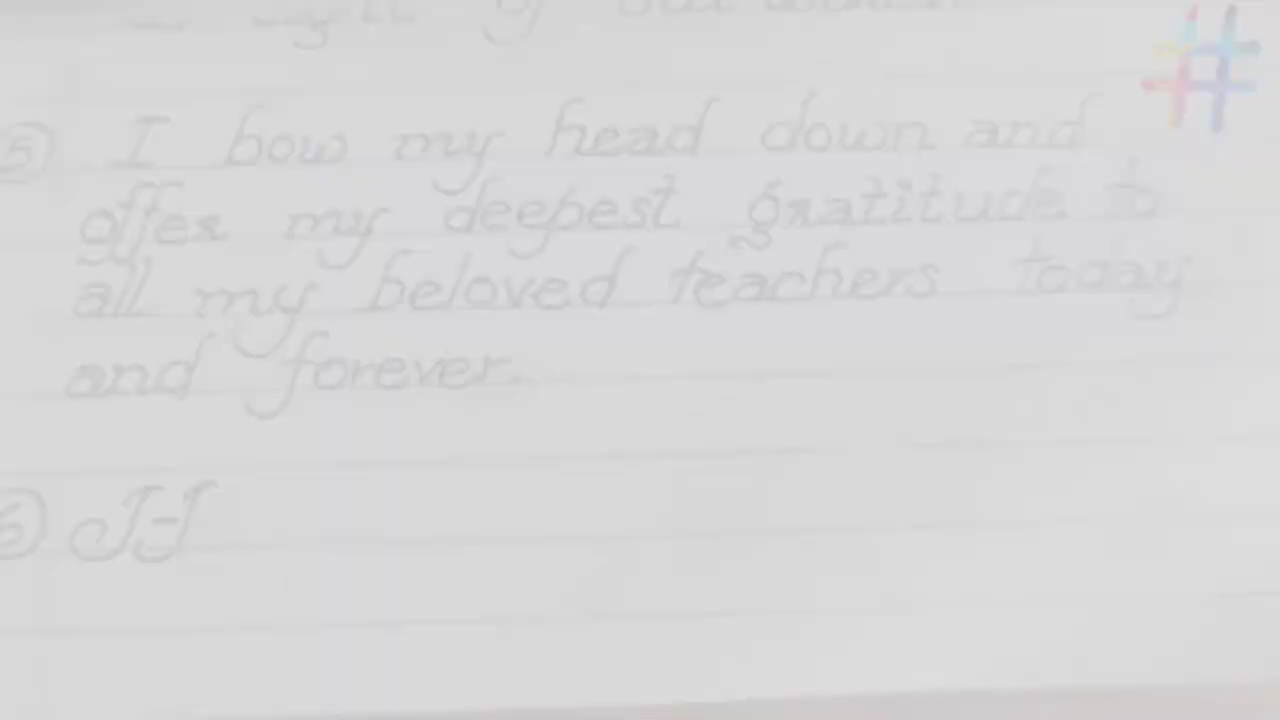 ⑤ I bow my head down and
offer my deepest gratitude to
all my beloved teachers today
and forever.
⑥